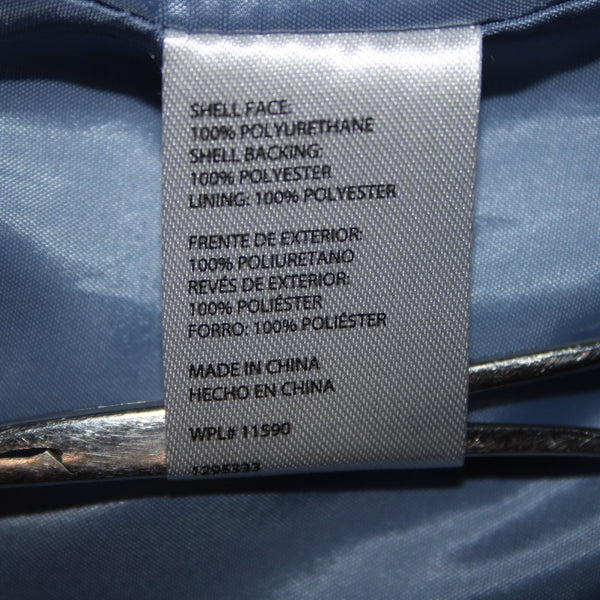 SHELL FACE:
100% POLYURETHANE
SHELL BACKING:
100% POLYESTER
LINING: 100% POLYESTER
FRENTE DE EXTERIOR:
100% POLIURETANO
REVÉS DE EXTERIOR:
100% POLIÉSTER
FORRO: 100% POLIÉSTER
MADE IN CHINA
HECHO EN CHINA
WPL# 11590